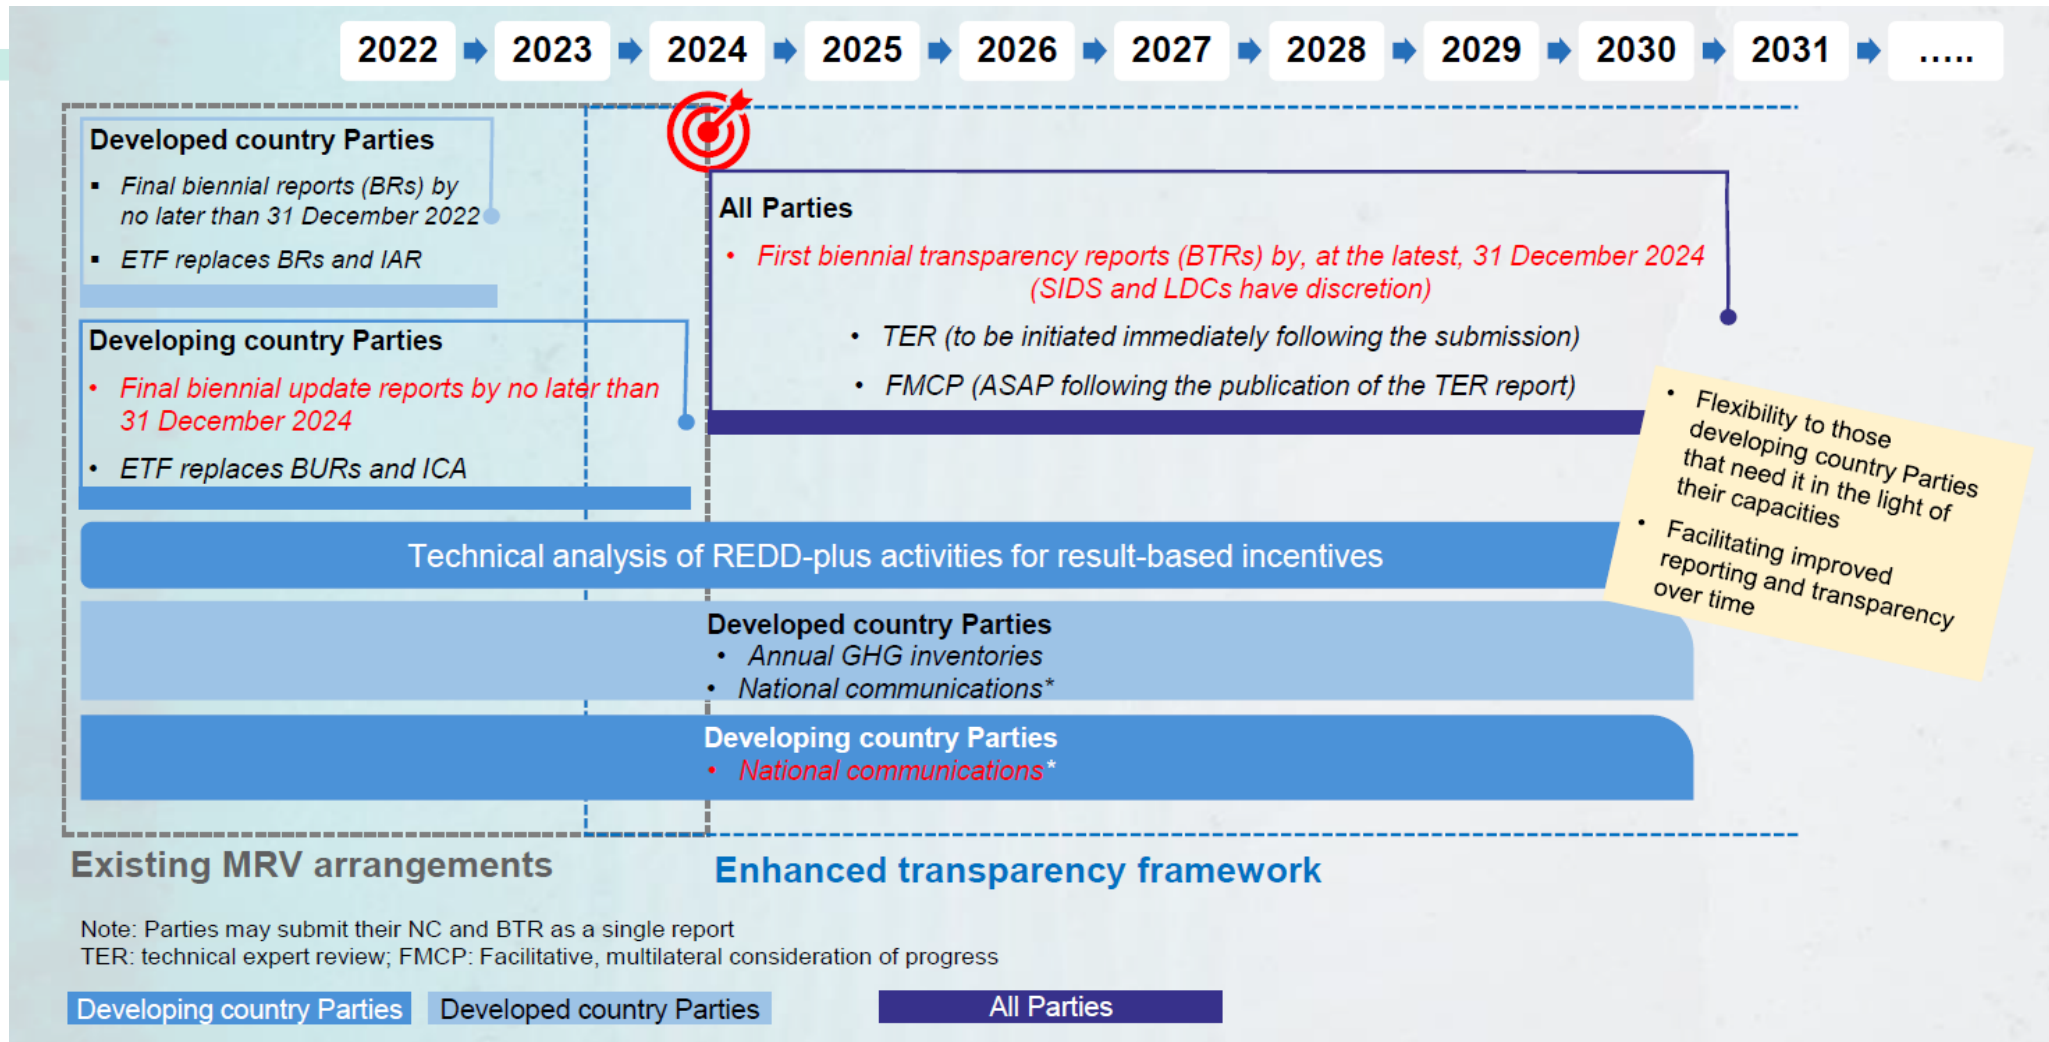 2022 2023 2024 2025 2026 2027 2028 2029 2030 2031 .....
Developed country Parties
▪ Final biennial reports (BRs) by
no later than 31 December 2022
▪ ETF replaces BRs and IAR
Developing country Parties
• Final biennial update reports by no later than
31 December 2024
• ETF replaces BURs and ICA
All Parties
• First biennial transparency reports (BTRs) by, at the latest, 31 December 2024
(SIDS and LDCs have discretion)
• TER (to be initiated immediately following the submission)
• FMCP (ASAP following the publication of the TER report)
• Flexibility to those
developing country Parties
that need it in the light of
their capacities
• Facilitating improved
reporting and transparency
over time
Technical analysis of REDD-plus activities for result-based incentives
Developed country Parties
• Annual GHG inventories
• National communications*
Developing country Parties
• National communications*
Existing MRV arrangements
Enhanced transparency framework
Note: Parties may submit their NC and BTR as a single report
TER: technical expert review; FMCP: Facilitative, multilateral consideration of progress
Developing country Parties
Developed country Parties
All Parties